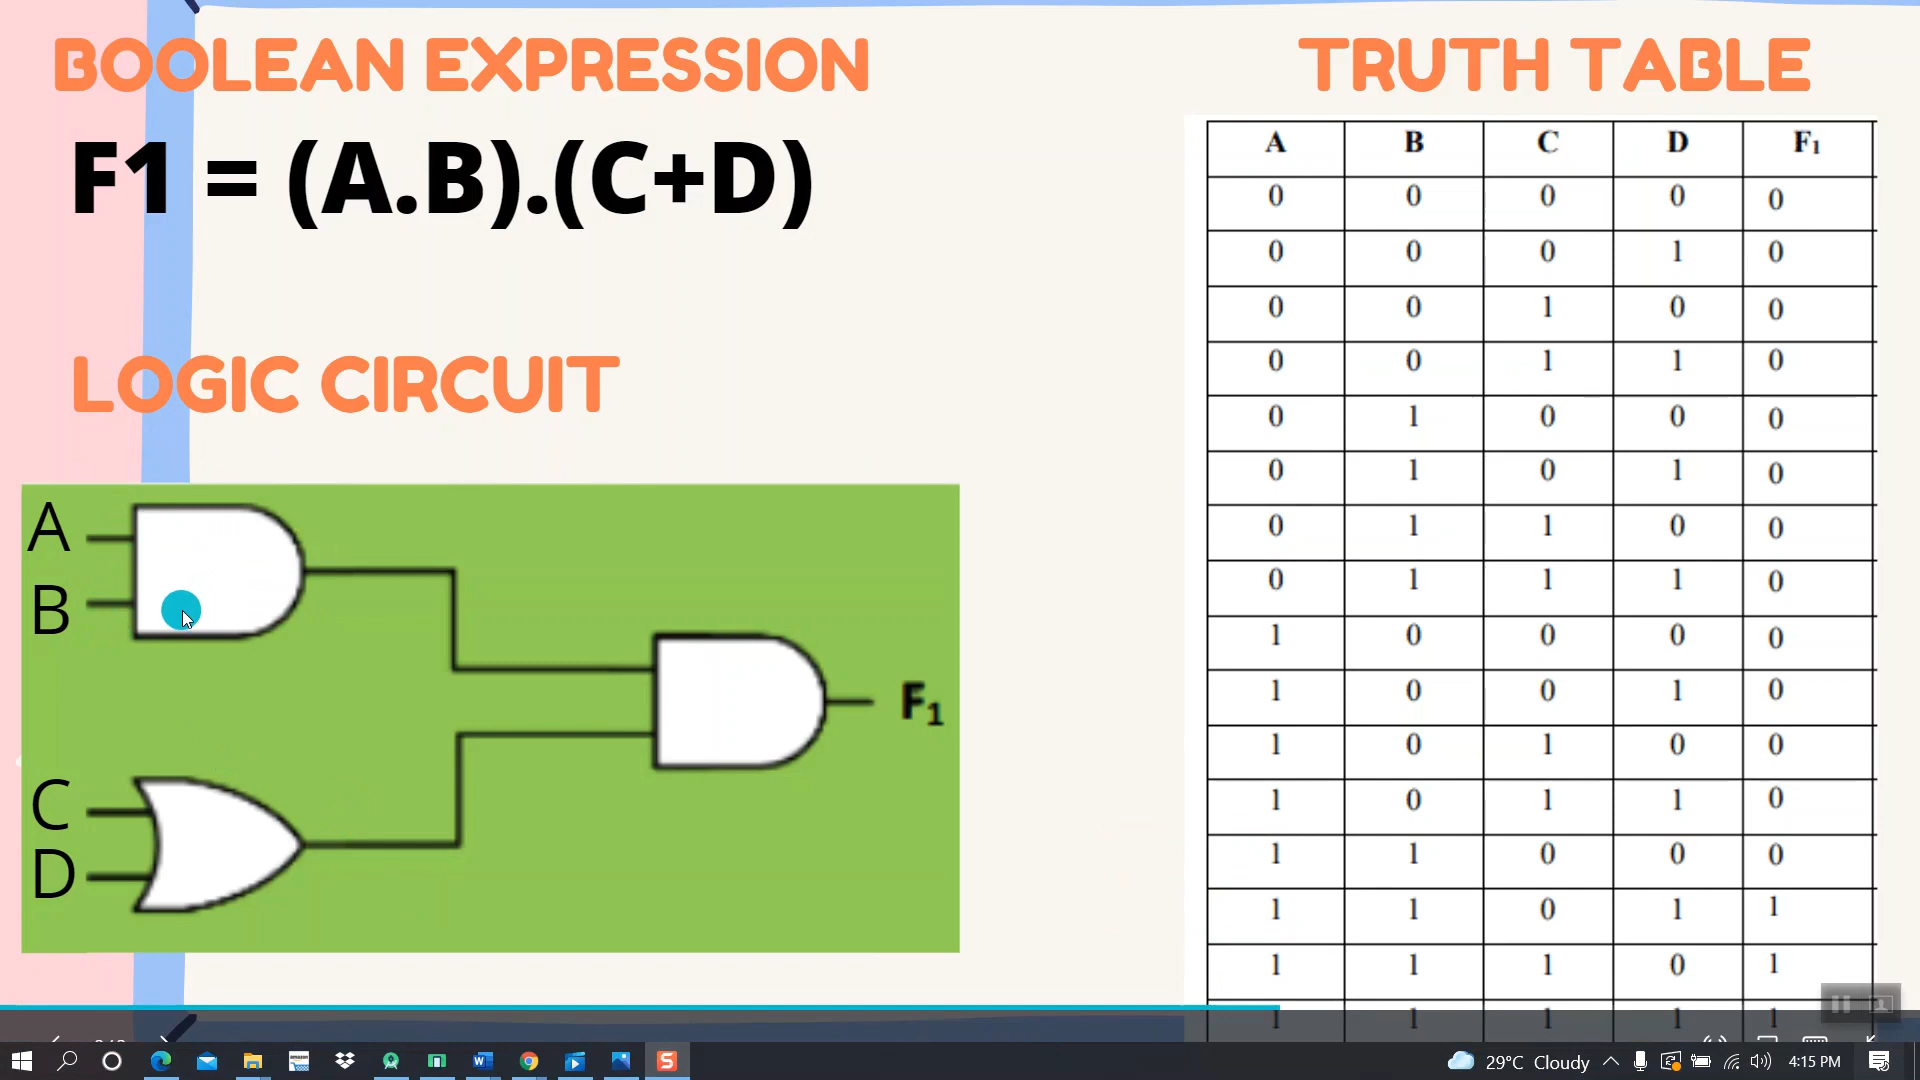 BOOLEAN EXPRESSION
F1 = (A.B).(C+D)
LOGIC CIRCUIT
A
B
C
D
F1
TRUTH TABLE
A B C D F1
0 0 0 0 0
0 0 0 1 0
0 0 1 0 0
0 0 1 1 0
0 1 0 0 0
0 1 0 1 0
0 1 1 0 0
0 1 1 1 0
1 0 0 0 0
1 0 0 1 0
1 0 1 0 0
1 0 1 1 0
1 1 0 0 0
1 1 0 1 1
1 1 1 0 1
1 1 1 1 1
29°C Cloudy
4:15 PM